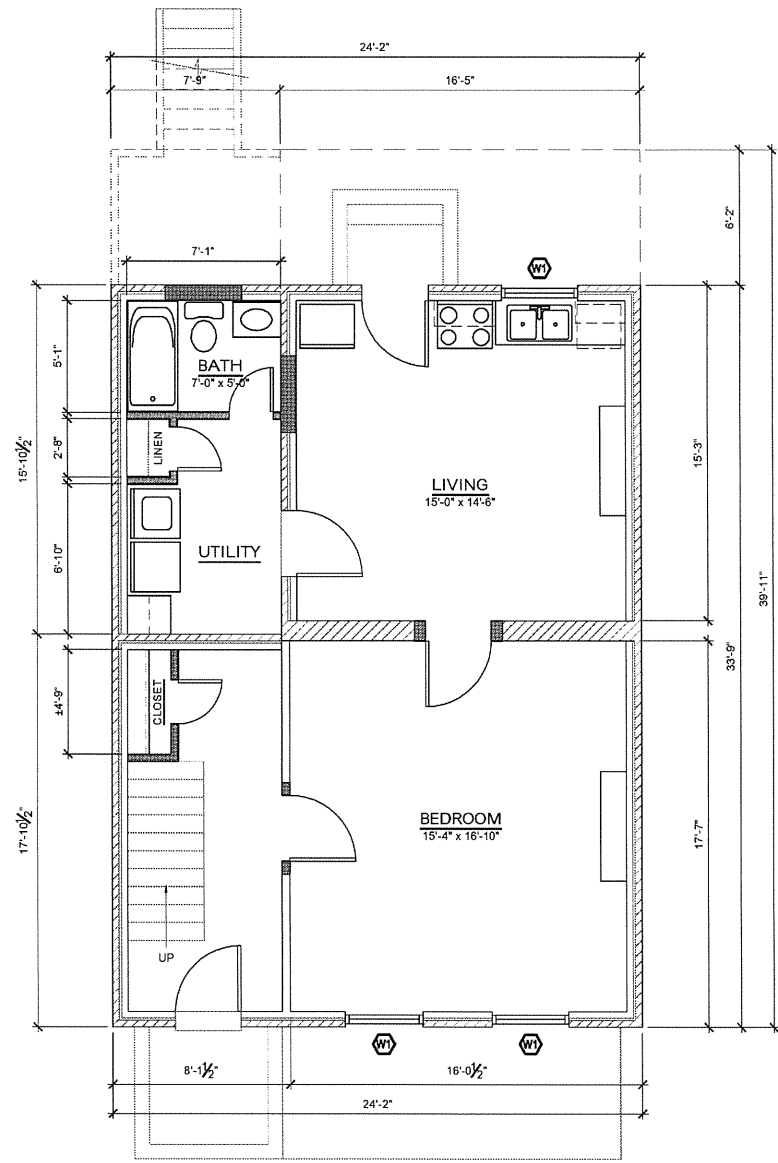 24'-2"
7'-9"
16'-5"
6'-2"
7'-1"
W1
5'-1"
BATH
7'-0" x 5'-0"
2'-8"
LINEN
15'-10½"
15'-3"
LIVING
15'-0" x 14'-6"
6'-10"
UTILITY
39'-11"
33'-9"
±4'-9"
CLOSET
17'-10½"
BEDROOM
15'-4" x 16'-10"
17'-7"
UP
W1
W1
8'-1½"
16'-0½"
24'-2"